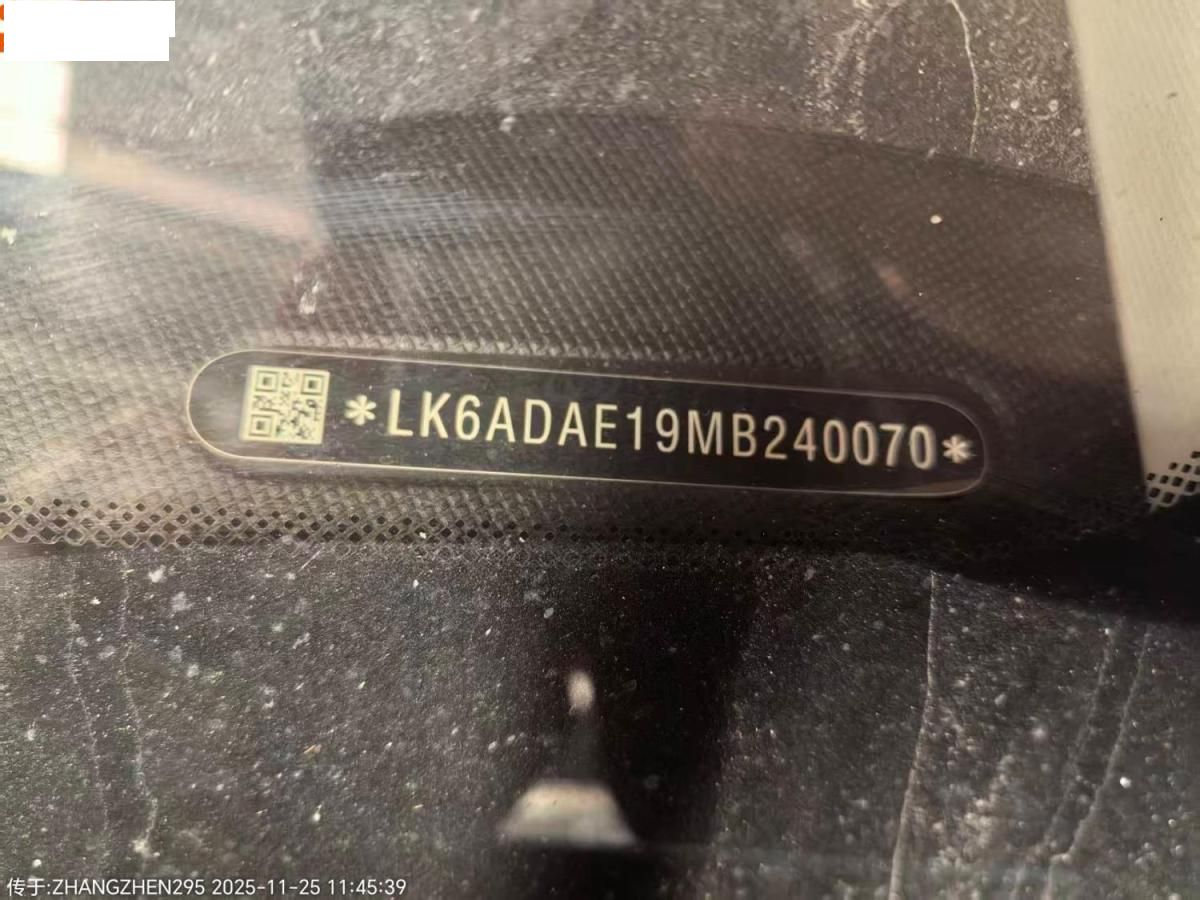 *LK6ADAE19MB240070*
传于:ZHANGZHEN295 2025-11-25 11:45:39